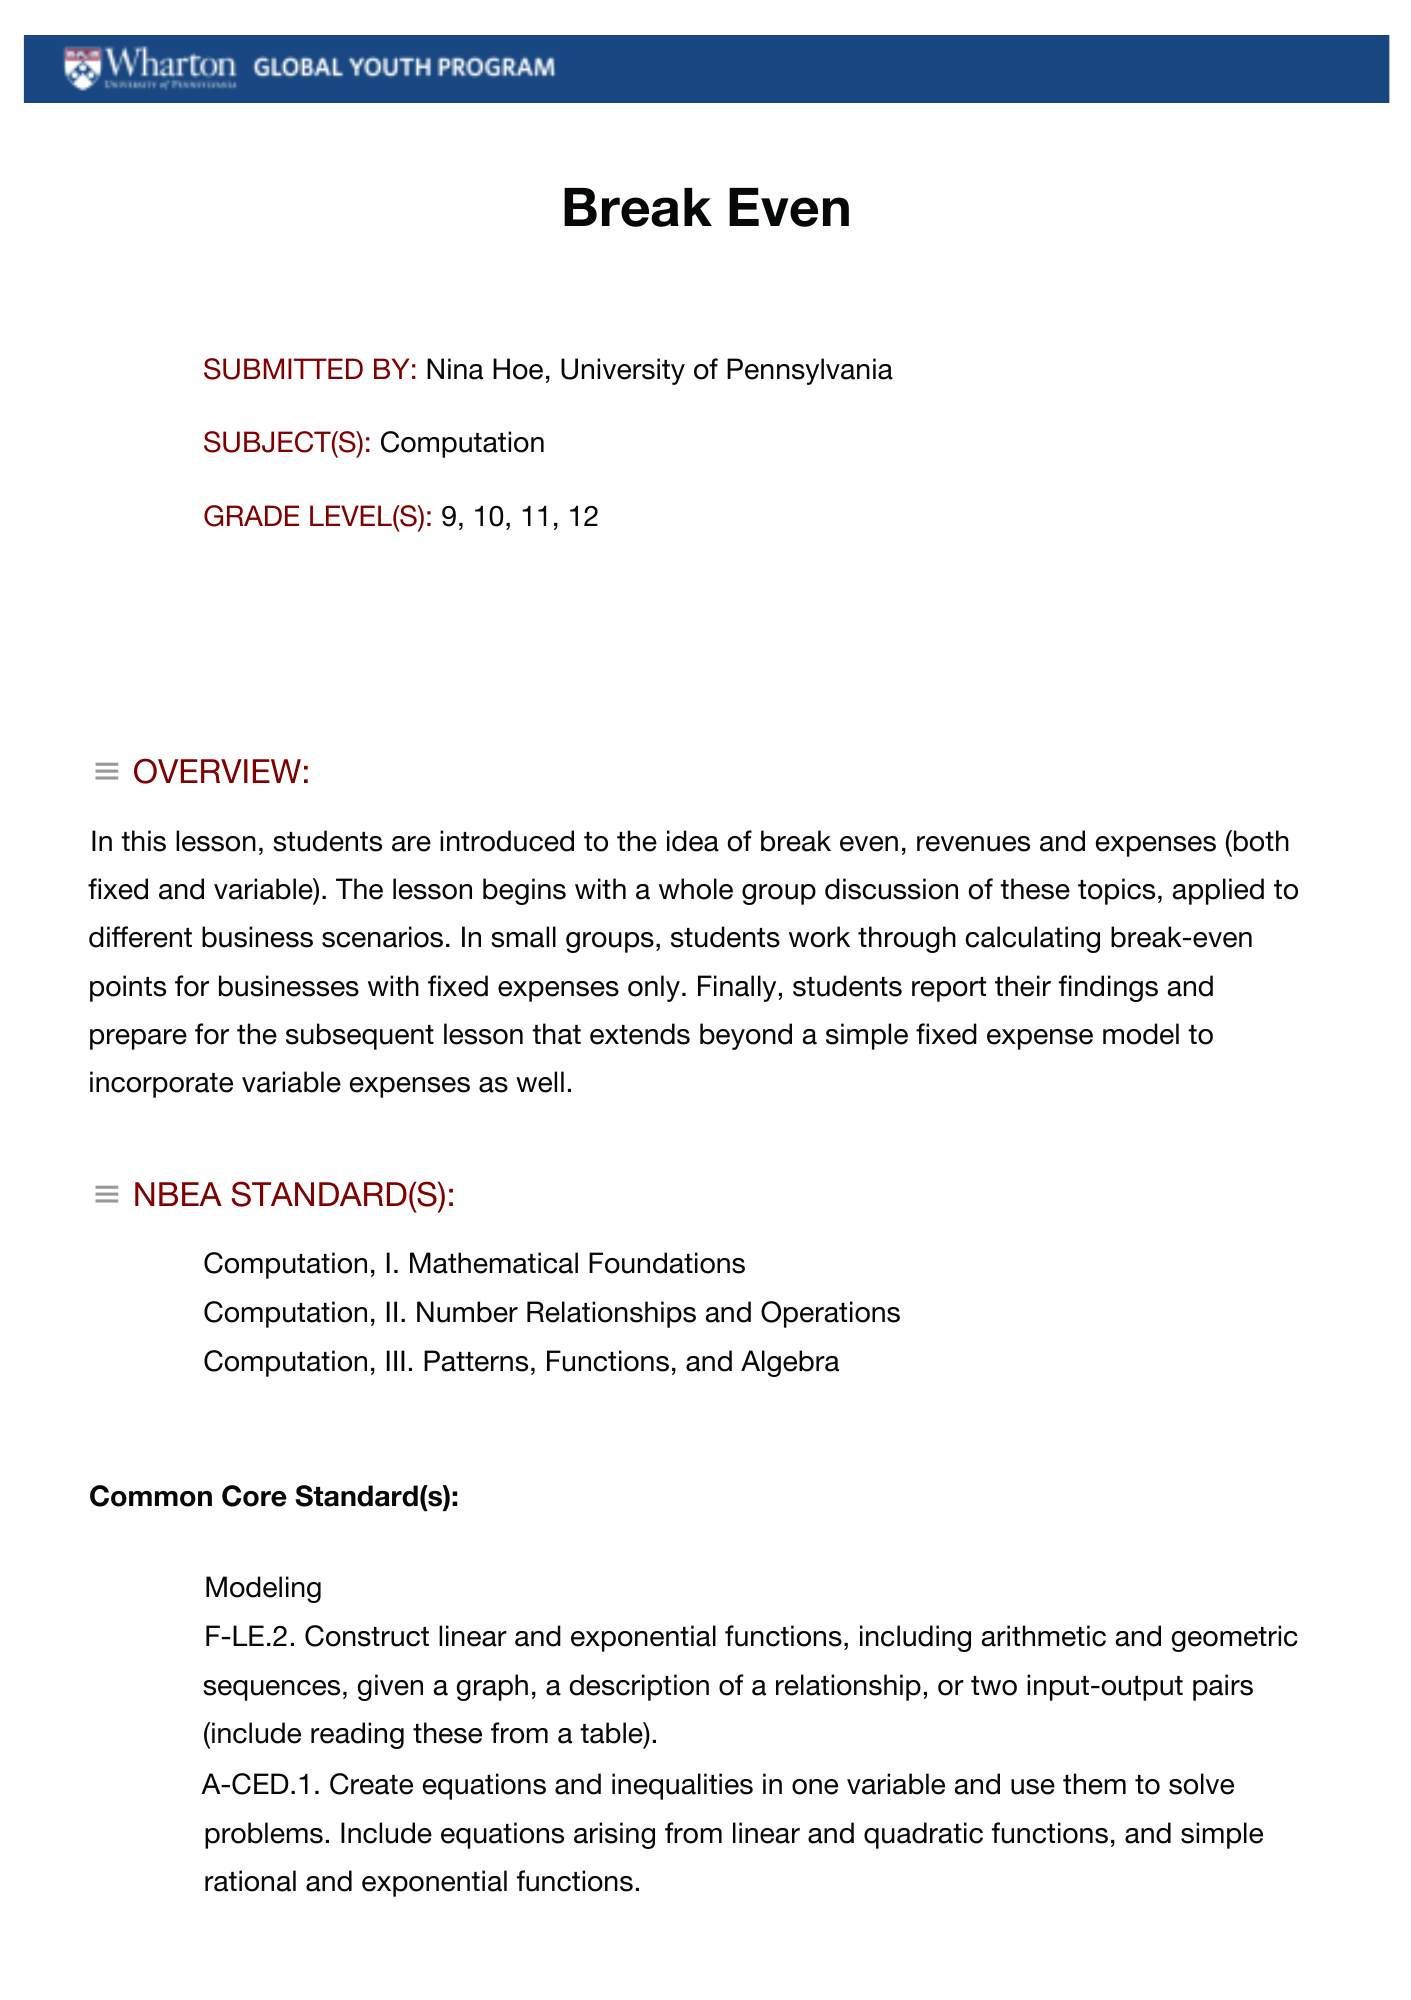 Wharton GLOBAL YOUTH PROGRAM
UNIVERSITY of PENNSYLVANIA
Break Even
SUBMITTED BY: Nina Hoe, University of Pennsylvania
SUBJECT(S): Computation
GRADE LEVEL(S): 9, 10, 11, 12
OVERVIEW:
In this lesson, students are introduced to the idea of break even, revenues and expenses (both
fixed and variable). The lesson begins with a whole group discussion of these topics, applied to
different business scenarios. In small groups, students work through calculating break-even
points for businesses with fixed expenses only. Finally, students report their findings and
prepare for the subsequent lesson that extends beyond a simple fixed expense model to
incorporate variable expenses as well.
NBEA STANDARD(S):
Computation, I. Mathematical Foundations
Computation, II. Number Relationships and Operations
Computation, III. Patterns, Functions, and Algebra
Common Core Standard(s):
Modeling
F-LE.2. Construct linear and exponential functions, including arithmetic and geometric
sequences, given a graph, a description of a relationship, or two input-output pairs
(include reading these from a table).
A-CED.1. Create equations and inequalities in one variable and use them to solve
problems. Include equations arising from linear and quadratic functions, and simple
rational and exponential functions.